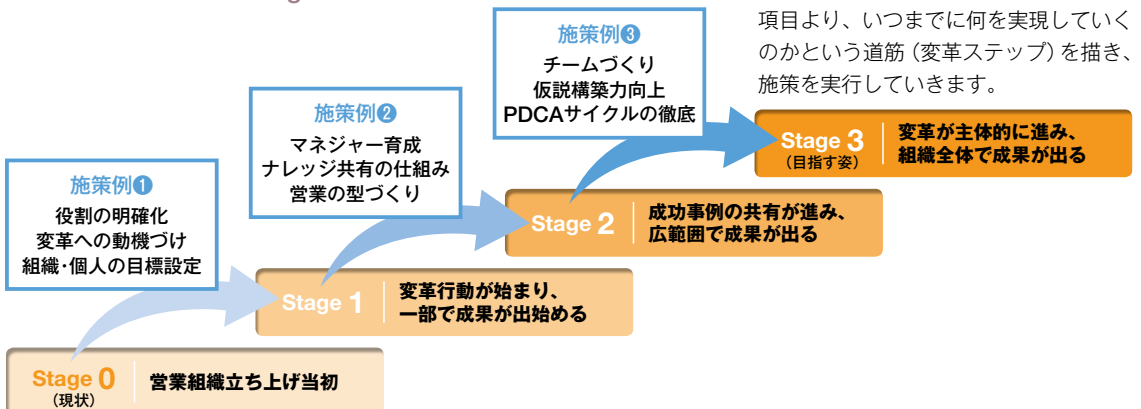 項目より、いつまでに何を実現していく
のかという道筋（変革ステップ）を描き、
施策を実行していきます。
施策例❸
チームづくり
仮説構築力向上
PDCAサイクルの徹底
施策例❷
マネジャー育成
ナレッジ共有の仕組み
営業の型づくり
施策例❶
役割の明確化
変革への動機づけ
組織・個人の目標設定
Stage 3
（目指す姿）
変革が主体的に進み、
組織全体で成果が出る
Stage 2
成功事例の共有が進み、
広範囲で成果が出る
Stage 1
変革行動が始まり、
一部で成果が出始める
Stage 0
（現状）
営業組織立ち上げ当初